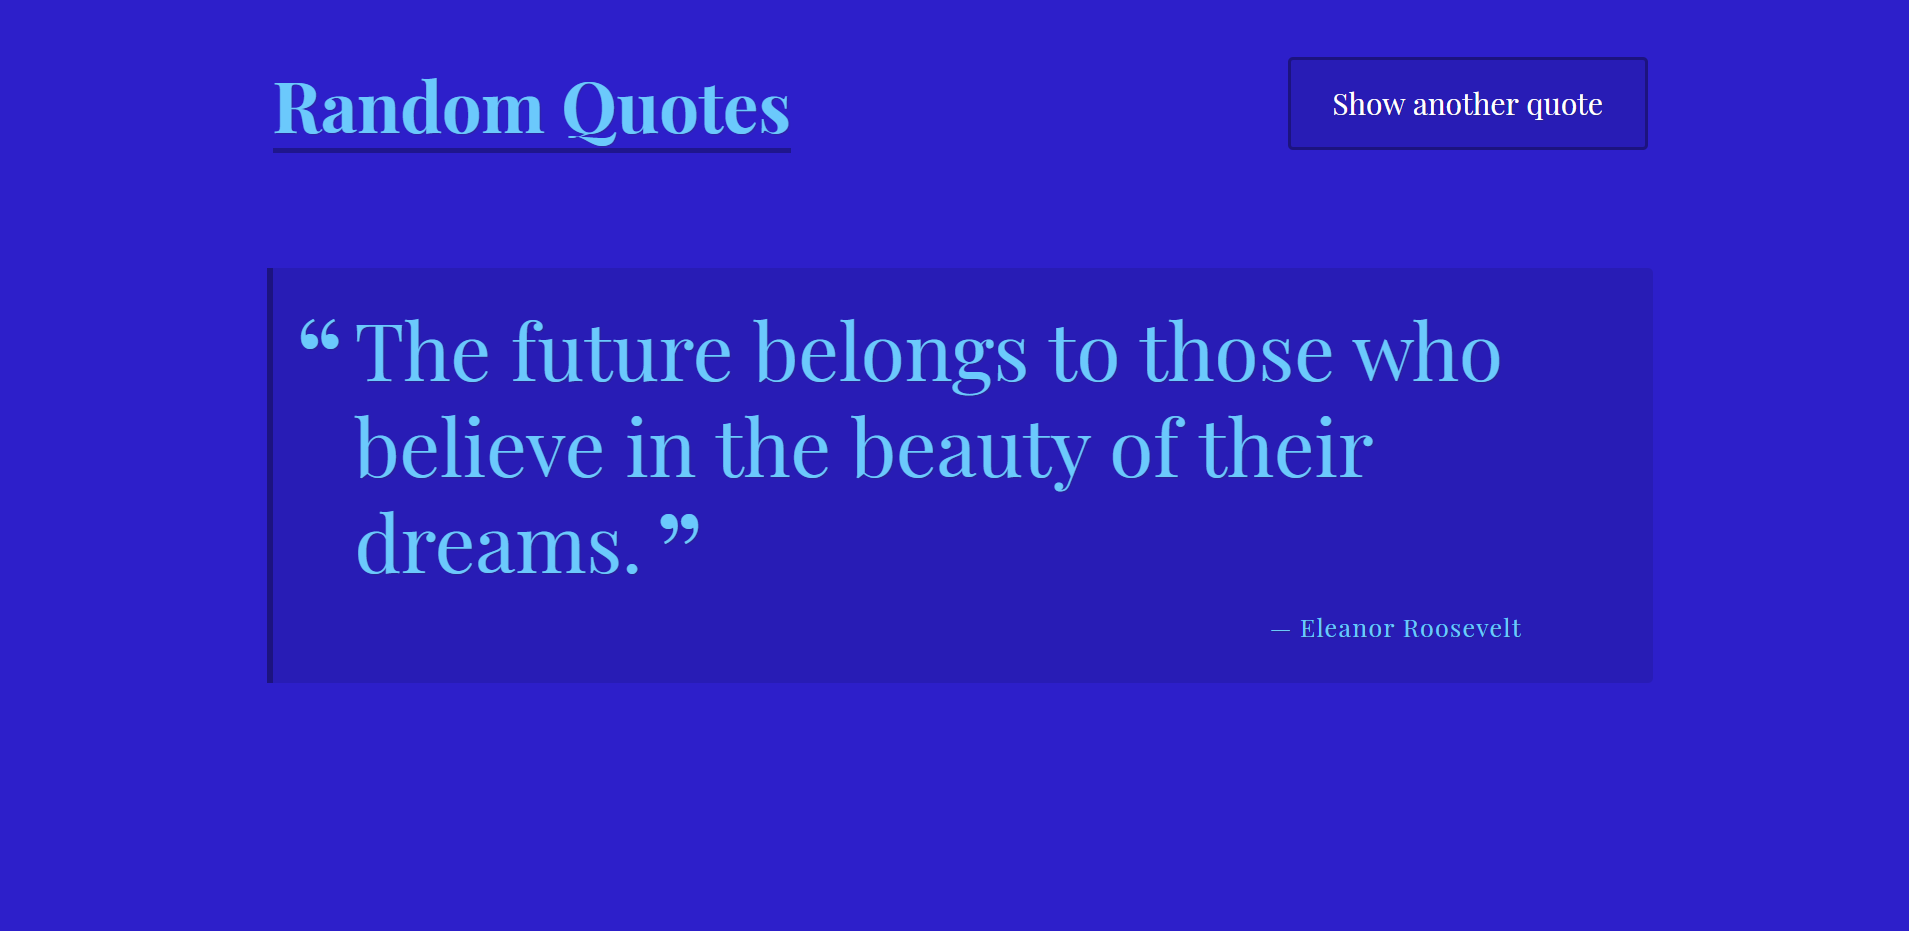 Random Quotes
Show another quote
“The future belongs to those who
believe in the beauty of their
dreams.”
— Eleanor Roosevelt